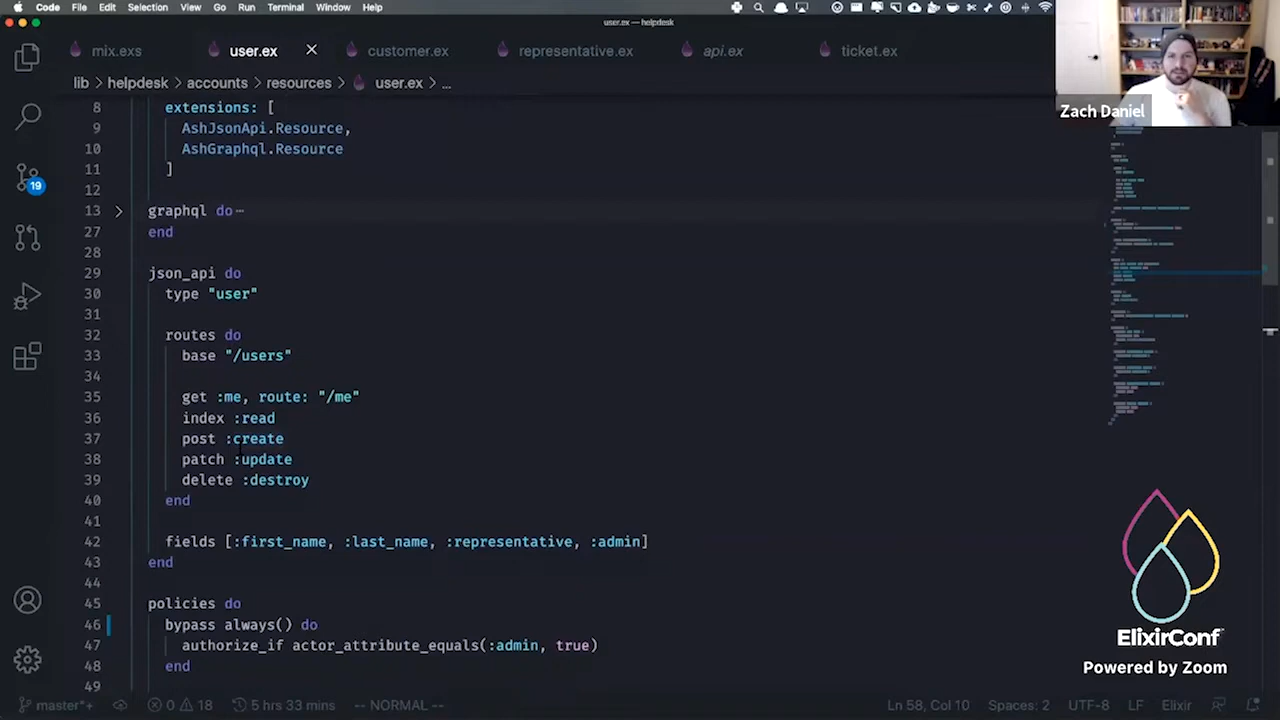 Code File Edit Selection View Go Run Terminal Window Help
user.ex — helpdesk
mix.exs user.ex customer.ex representative.ex api.ex ticket.ex
lib > helpdesk > accounts > resources > user.ex > ...
Zach Daniel
8 extensions: [
9 AshJsonApi.Resource,
10 AshGraphql.Resource
11 ]
12
13 graphql do ⋯
27 end
28
29 json_api do
30 type "user"
31
32 routes do
33 base "/users"
34
35 get :me, route: "/me"
36 index :read
37 post :create
38 patch :update
39 delete :destroy
40 end
41
42 fields [:first_name, :last_name, :representative, :admin]
43 end
44
45 policies do
46 bypass always() do
47 authorize_if actor_attribute_equals(:admin, true)
48 end
49
19
ElixirConf
Powered by Zoom
master*+ 0 18 5 hrs 33 mins -- NORMAL -- Ln 58, Col 10 Spaces: 2 UTF-8 LF Elixir